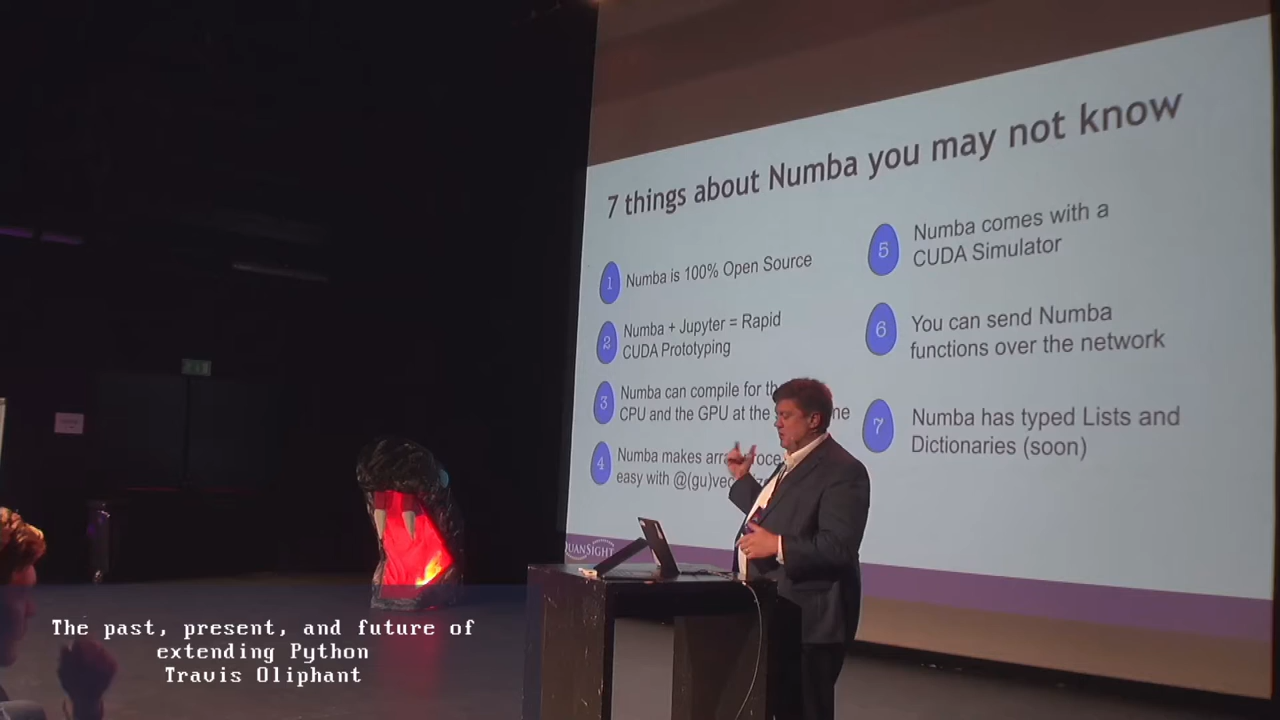 7 things about Numba you may not know
1
Numba is 100% Open Source
2
Numba + Jupyter = Rapid
CUDA Prototyping
3
Numba can compile for
CPU and the GPU at the
4
Numba makes
easy with
5
Numba comes with a
CUDA Simulator
6
You can send Numba
functions over the network
7
Numba has typed Lists and
Dictionaries (soon)
QUANSIGHT
The past, present, and future of
extending Python
Travis Oliphant